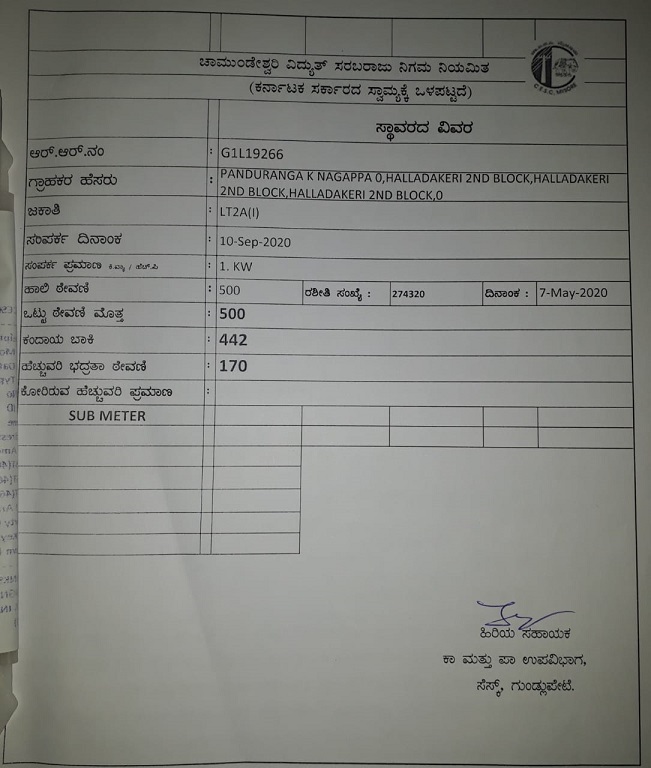 ಚಾಮುಂಡೇಶ್ವರಿ ವಿದ್ಯುತ್ ಸರಬರಾಜು ನಿಗಮ ನಿಯಮಿತ
(ಕರ್ನಾಟಕ ಸರ್ಕಾರದ ಸ್ವಾಮ್ಯಕ್ಕೆ ಒಳಪಟ್ಟದೆ)
C.E.S.C, MYSORE
ಸ್ಥಾವರದ ವಿವರ
ಆರ್.ಆರ್.ನಂ : G1L19266
ಗ್ರಾಹಕರ ಹೆಸರು : PANDURANGA K NAGAPPA 0,HALLADAKERI 2ND BLOCK,HALLADAKERI
2ND BLOCK,HALLADAKERI 2ND BLOCK,0
ಜಕಾತಿ : LT2A(I)
ಸಂಪರ್ಕ ದಿನಾಂಕ : 10-Sep-2020
ಸಂಪರ್ಕ ಪ್ರಮಾಣ ಕಿ.ವ್ಯಾ / ಹೆಚ್.ಪಿ : 1. KW
ಹಾಲಿ ಠೇವಣಿ : 500 ರಶೀತಿ ಸಂಖ್ಯೆ : 274320 ದಿನಾಂಕ : 7-May-2020
ಒಟ್ಟು ಠೇವಣಿ ಮೊತ್ತ : 500
ಕಂದಾಯ ಬಾಕಿ : 442
ಹೆಚ್ಚುವರಿ ಭದ್ರತಾ ಠೇವಣಿ : 170
ಕೋರಿರುವ ಹೆಚ್ಚುವರಿ ಪ್ರಮಾಣ :
SUB METER
ಹಿರಿಯ ಸಹಾಯಕ
ಕಾ ಮತ್ತು ಪಾ ಉಪವಿಭಾಗ,
ಸೆಸ್ಕ್, ಗುಂಡ್ಲುಪೇಟೆ.